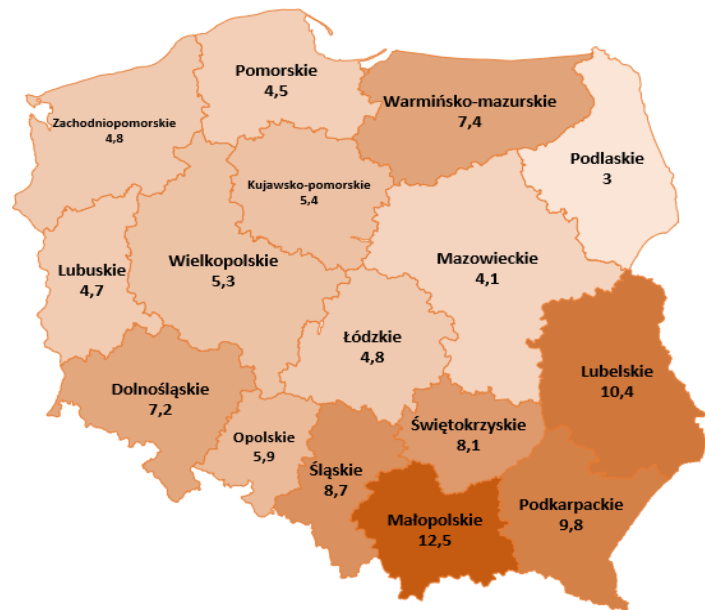 Pomorskie
4,5
Warmińsko-mazurskie
7,4
Zachodniopomorskie
4,8
Podlaskie
3
Kujawsko-pomorskie
5,4
Lubuskie
4,7
Wielkopolskie
5,3
Mazowieckie
4,1
Łódzkie
4,8
Lubelskie
10,4
Dolnośląskie
7,2
Opolskie
5,9
Śląskie
8,7
Świętokrzyskie
8,1
Małopolskie
12,5
Podkarpackie
9,8